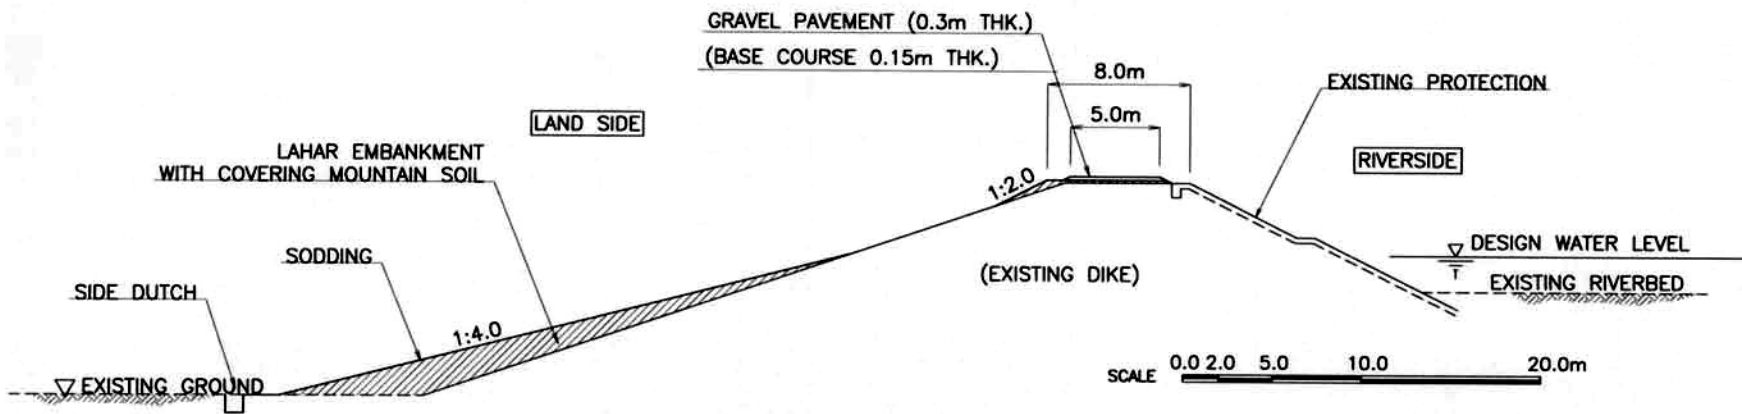 GRAVEL PAVEMENT (0.3m THK.)
(BASE COURSE 0.15m THK.)
8.0m
EXISTING PROTECTION
5.0m
LAND SIDE
RIVERSIDE
LAHAR EMBANKMENT
WITH COVERING MOUNTAIN SOIL
1:2.0
DESIGN WATER LEVEL
SODDING
(EXISTING DIKE)
EXISTING RIVERBED
SIDE DUTCH
1:4.0
SCALE 0.0 2.0 5.0 10.0 20.0m
EXISTING GROUND